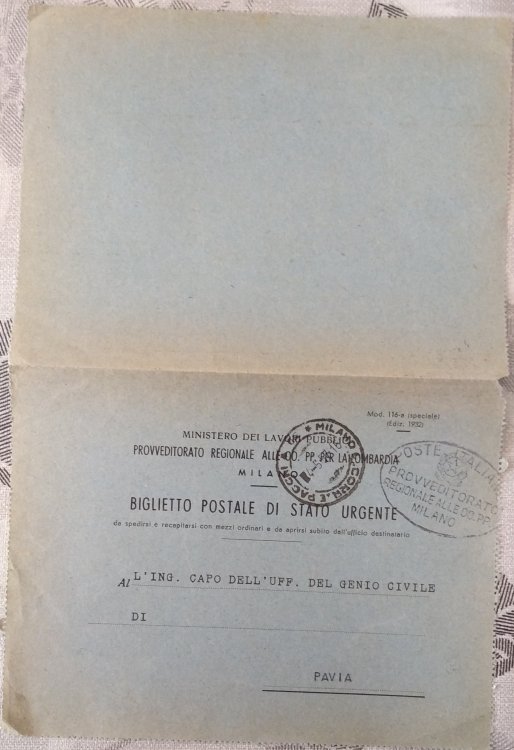 Mod. 116-a (speciale)
(Ediz. 1932)
MINISTERO DEI LAVORI PUBBLICI
PROVVEDITORATO REGIONALE ALLE OO. PP. PER LA LOMBARDIA
MILANO
MILANO
CORR. E PACCHI
POSTE ITALIANE
PROVVEDITORATO
REGIONALE ALLE OO.PP.
MILANO
BIGLIETTO POSTALE DI STATO URGENTE
da spedirsi e recapitarsi con mezzi ordinari e da aprirsi subito dall'ufficio destinatario
Al L'ING. CAPO DELL'UFF. DEL GENIO CIVILE
DI
PAVIA